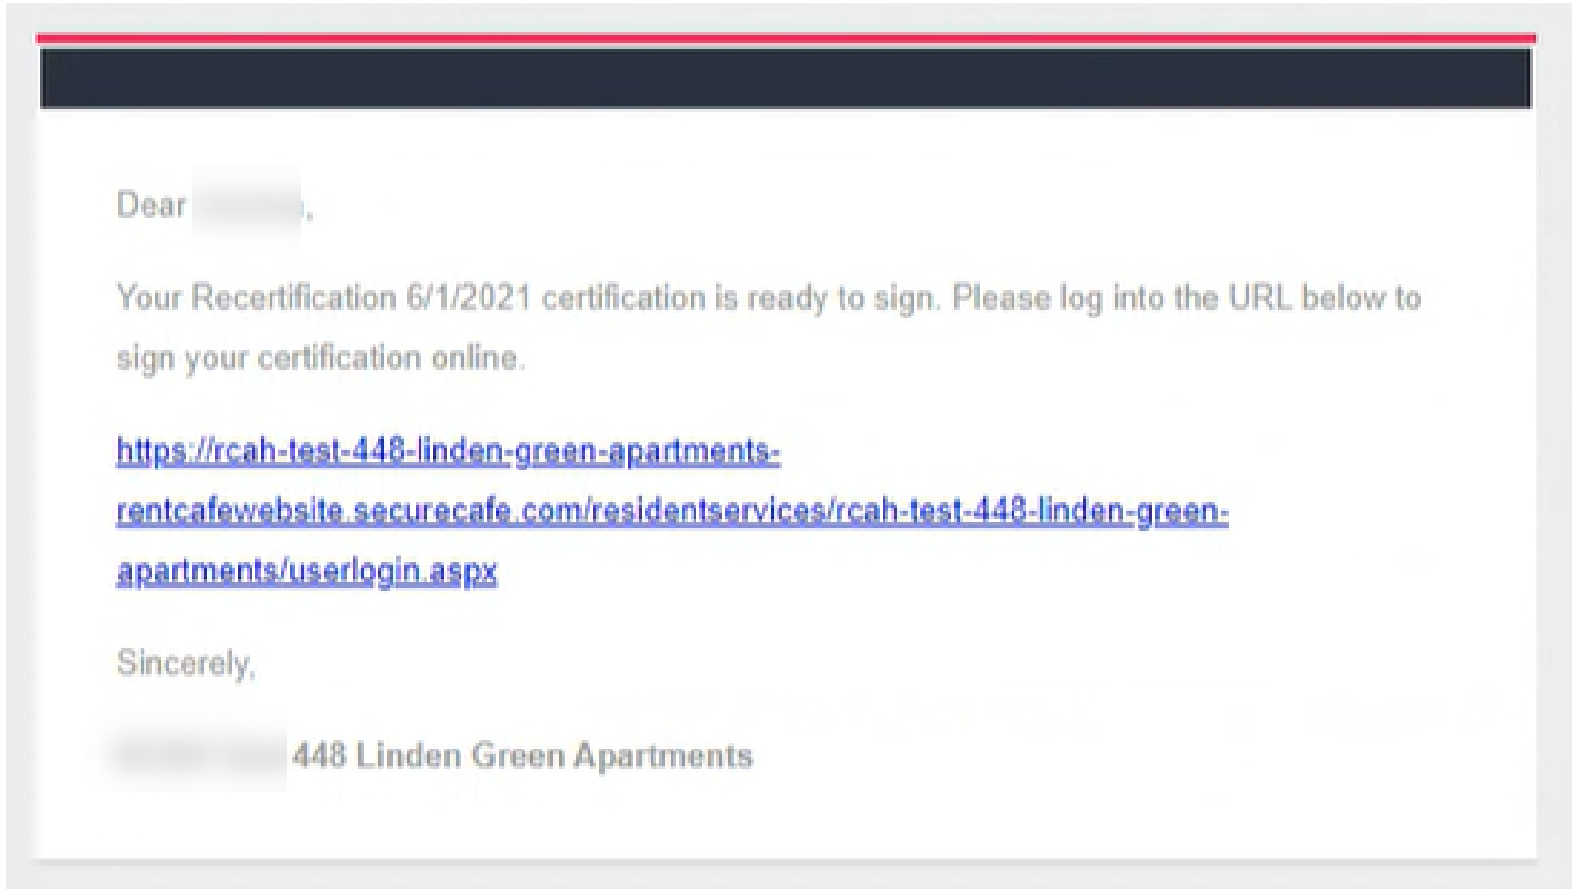 Dear ,
Your Recertification 6/1/2021 certification is ready to sign. Please log into the URL below to
sign your certification online.
https://rcah-test-448-linden-green-apartments-
rentcafewebsite.securecafe.com/residentservices/rcah-test-448-linden-green-
apartments/userlogin.aspx
Sincerely,
448 Linden Green Apartments